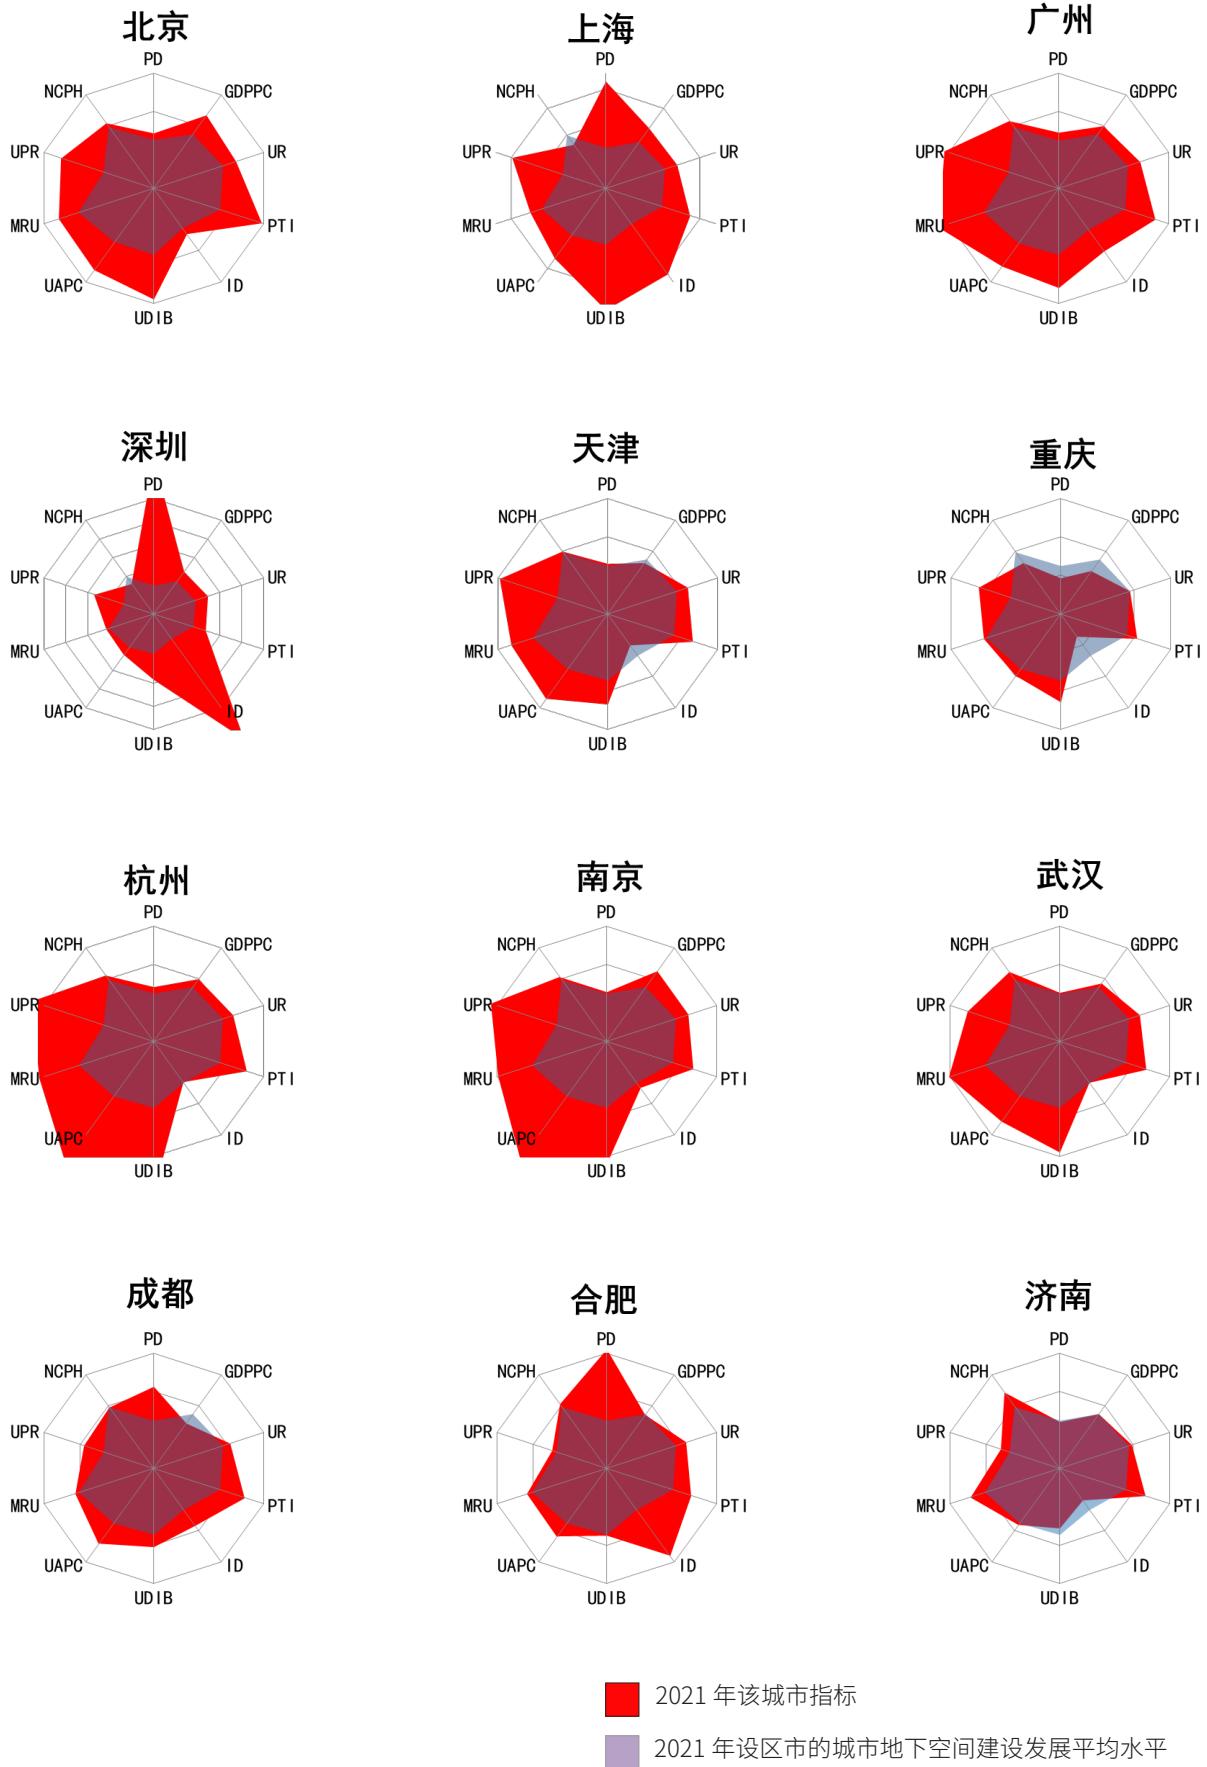 北京
PD
NCPH
GDPPC
UPR
UR
MRU
PTI
UAPC
ID
UDIB
上海
PD
NCPH
GDPPC
UPR
UR
MRU
PTI
UAPC
ID
UDIB
广州
PD
NCPH
GDPPC
UPR
UR
MRU
PTI
UAPC
ID
UDIB
深圳
PD
NCPH
GDPPC
UPR
UR
MRU
PTI
UAPC
ID
UDIB
天津
PD
NCPH
GDPPC
UPR
UR
MRU
PTI
UAPC
ID
UDIB
重庆
PD
NCPH
GDPPC
UPR
UR
MRU
PTI
UAPC
ID
UDIB
杭州
PD
NCPH
GDPPC
UPR
UR
MRU
PTI
UAPC
ID
UDIB
南京
PD
NCPH
GDPPC
UPR
UR
MRU
PTI
UAPC
ID
UDIB
武汉
PD
NCPH
GDPPC
UPR
UR
MRU
PTI
UAPC
ID
UDIB
成都
PD
NCPH
GDPPC
UPR
UR
MRU
PTI
UAPC
ID
UDIB
合肥
PD
NCPH
GDPPC
UPR
UR
MRU
PTI
UAPC
ID
UDIB
济南
PD
NCPH
GDPPC
UPR
UR
MRU
PTI
UAPC
ID
UDIB
2021 年该城市指标
2021 年设区市的城市地下空间建设发展平均水平